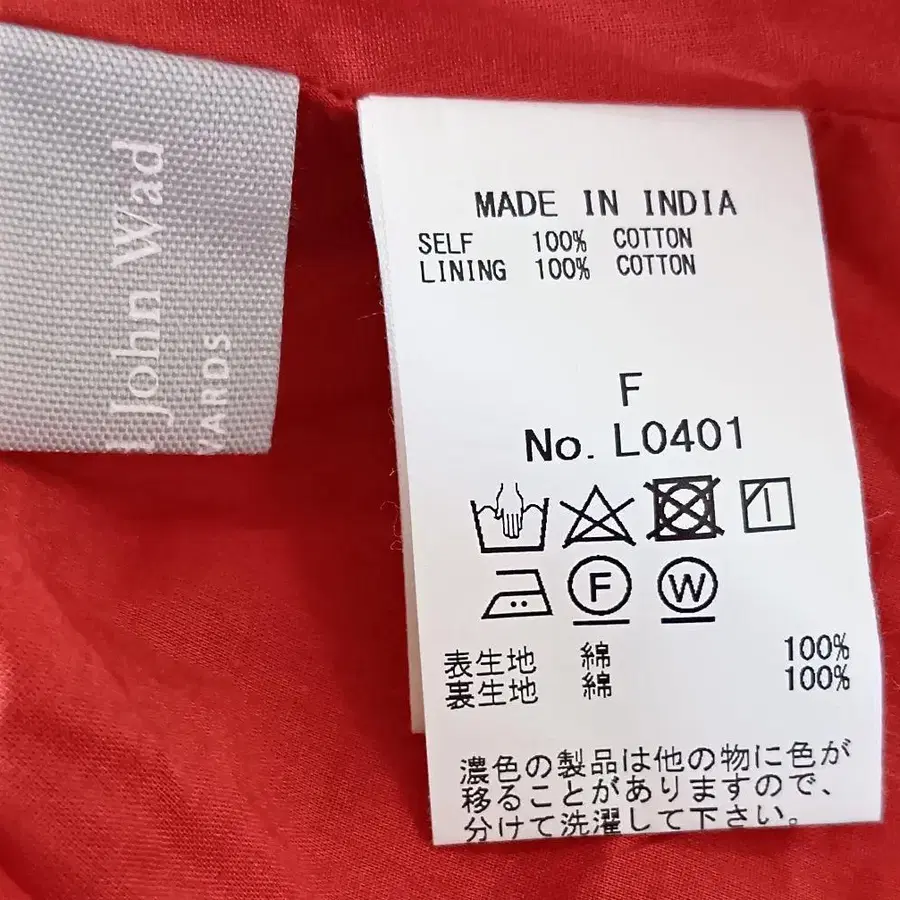 John Wad
WARDS
MADE IN INDIA
SELF 100% COTTON
LINING 100% COTTON
F
No. L0401
F W
表生地 綿 100%
裏生地 綿 100%
濃色の製品は他の物に色が
移ることがありますので、
分けて洗濯して下さい。